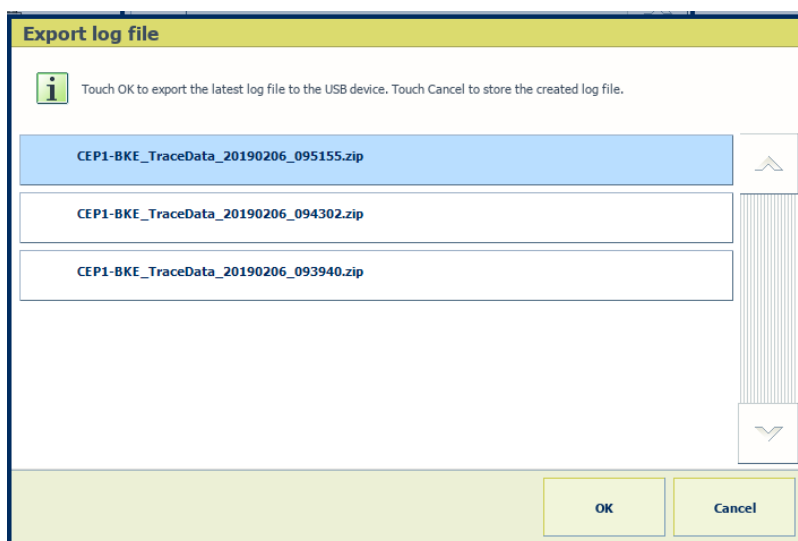 Export log file
Touch OK to export the latest log file to the USB device. Touch Cancel to store the created log file.
CEP1-BKE_TraceData_20190206_095155.zip
CEP1-BKE_TraceData_20190206_094302.zip
CEP1-BKE_TraceData_20190206_093940.zip
OK
Cancel